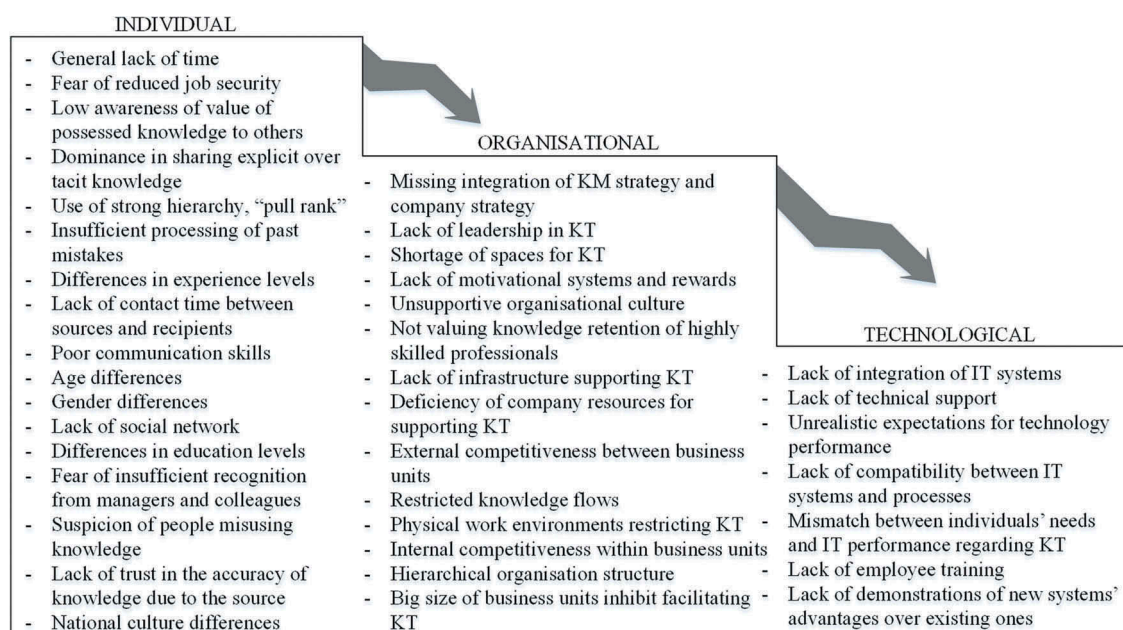 INDIVIDUAL
- General lack of time
- Fear of reduced job security
- Low awareness of value of
possessed knowledge to others
- Dominance in sharing explicit over
tacit knowledge
- Use of strong hierarchy, “pull rank”
- Insufficient processing of past
mistakes
- Differences in experience levels
- Lack of contact time between
sources and recipients
- Poor communication skills
- Age differences
- Gender differences
- Lack of social network
- Differences in education levels
- Fear of insufficient recognition
from managers and colleagues
- Suspicion of people misusing
knowledge
- Lack of trust in the accuracy of
knowledge due to the source
- National culture differences
ORGANISATIONAL
- Missing integration of KM strategy and
company strategy
- Lack of leadership in KT
- Shortage of spaces for KT
- Lack of motivational systems and rewards
- Unsupportive organisational culture
- Not valuing knowledge retention of highly
skilled professionals
- Lack of infrastructure supporting KT
- Deficiency of company resources for
supporting KT
- External competitiveness between business
units
- Restricted knowledge flows
- Physical work environments restricting KT
- Internal competitiveness within business units
- Hierarchical organisation structure
- Big size of business units inhibit facilitating
KT
TECHNOLOGICAL
- Lack of integration of IT systems
- Lack of technical support
- Unrealistic expectations for technology
performance
- Lack of compatibility between IT
systems and processes
- Mismatch between individuals’ needs
and IT performance regarding KT
- Lack of employee training
- Lack of demonstrations of new systems’
advantages over existing ones